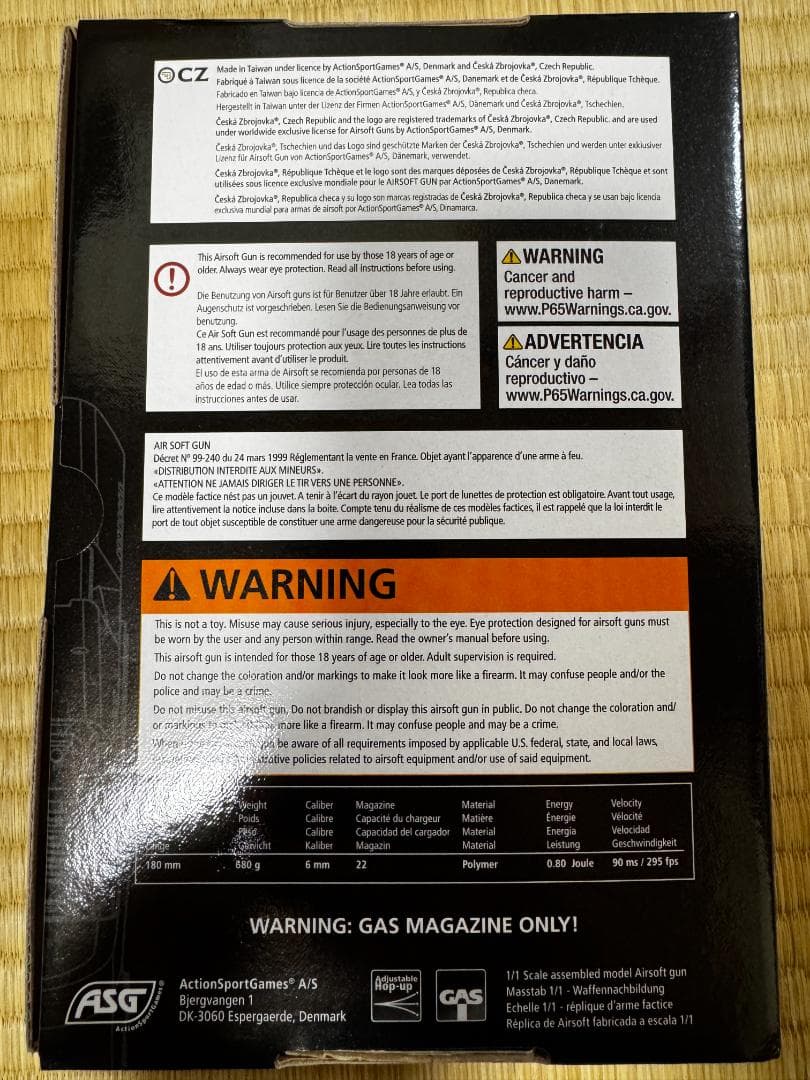 CZ
Made in Taiwan under licence by ActionSportGames® A/S, Denmark and Česká Zbrojovka®, Czech Republic.
Fabriqué à Taiwan sous licence de la société ActionSportGames® A/S, Danemark et de Česká Zbrojovka®, République Tchèque.
Fabricado en Taiwan bajo licencia de ActionSportGames® A/S, y Česká Zbrojovka®, Republica checa.
Hergestellt in Taiwan unter der Lizenz der Firmen ActionSportGames® A/S, Dänemark und Česká Zbrojovka®, Tschechien.
Česká Zbrojovka®, Czech Republic and the logo are registered trademarks of Česká Zbrojovka®, Czech Republic. and are used
under worldwide exclusive license for Airsoft Guns by ActionSportGames® A/S, Denmark.
Česká Zbrojovka®, Tschechien und das Logo sind geschützte Marken der Česká Zbrojovka®, Tschechien und werden unter exklusiver
Lizenz für Airsoft Gun von ActionSportGames® A/S, Dänemark, verwendet.
Česká Zbrojovka®, République Tchèque et le logo sont des marques déposées de Česká Zbrojovka®, République Tchèque et sont
utilisées sous licence exclusive mondiale pour le AIRSOFT GUN par ActionSportGames® A/S, Danemark.
Česká Zbrojovka®, Republica checa y su logo son marcas registradas de Česká Zbrojovka®, Republica checa y se usan bajo licencia
exclusiva mundial para armas de airsoft por ActionSportGames® A/S, Dinamarca.
This Airsoft Gun is recommended for use by those 18 years of age or
older. Always wear eye protection. Read all instructions before using.
Die Benutzung von Airsoft guns ist für Benutzer über 18 Jahre erlaubt. Ein
Augenschutz ist vorgeschrieben. Lesen Sie die Bedienungsanweisung vor
benutzung.
Ce Air Soft Gun est recommandé pour l'usage des personnes de plus de
18 ans. Utiliser toujours protection aux yeux. Lire toutes les instructions
attentivement avant d'utiliser le produit.
El uso de esta arma de Airsoft se recomienda por personas de 18
años de edad o más. Utilice siempre protección ocular. Lea todas las
instrucciones antes de usar.
WARNING
Cancer and
reproductive harm –
www.P65Warnings.ca.gov.
ADVERTENCIA
Cáncer y daño
reproductivo –
www.P65Warnings.ca.gov.
AIR SOFT GUN
Décret N° 99-240 du 24 mars 1999 Réglementant la vente en France. Objet ayant l'apparence d'une arme à feu.
«DISTRIBUTION INTERDITE AUX MINEURS».
«ATTENTION NE JAMAIS DIRIGER LE TIR VERS UNE PERSONNE».
Ce modèle factice nést pas un jouvet. A tenir à l'écart du rayon jouet. Le port de lunettes de protection est obligatoire. Avant tout usage,
lire attentivement la notice incluse dans la boite. Compte tenu du réalisme de ces modèles factices, il est rappelé que la loi interdit le
port de tout objet susceptible de constituer une arme dangereuse pour la sécurité publique.
WARNING
This is not a toy. Misuse may cause serious injury, especially to the eye. Eye protection designed for airsoft guns must
be worn by the user and any person within range. Read the owner's manual before using.
This airsoft gun is intended for those 18 years of age or older. Adult supervision is required.
Do not change the coloration and/or markings to make it look more like a firearm. It may confuse people and/or the
police and may be a crime.
Do not misuse this airsoft gun. Do not brandish or display this airsoft gun in public. Do not change the coloration and/
or markings to more like a firearm. It may confuse people and may be a crime.
When be aware of all requirements imposed by applicable U.S. federal, state, and local laws,
policies related to airsoft equipment and/or use of said equipment.
Weight Caliber Magazine Material Energy Velocity
Poids Calibre Capacité du chargeur Matière Énergie Vélocité
Peso Calibre Capacidad del cargador Material Energia Velocidad
Gewicht Kaliber Magazin Material Leistung Geschwindigkeit
180 mm 680 g 6 mm 22 Polymer 0.80 Joule 90 ms / 295 fps
WARNING: GAS MAGAZINE ONLY!
ASG
ActionSportGames®
ActionSportGames® A/S
Bjergvangen 1
DK-3060 Espergaerde, Denmark
Adjustable
Hop-up
GAS
1/1 Scale assembled model Airsoft gun
Masstab 1/1 - Waffennachbildung
Echelle 1/1 - réplique d'arme factice
Réplica de Airsoft fabricada a escala 1/1